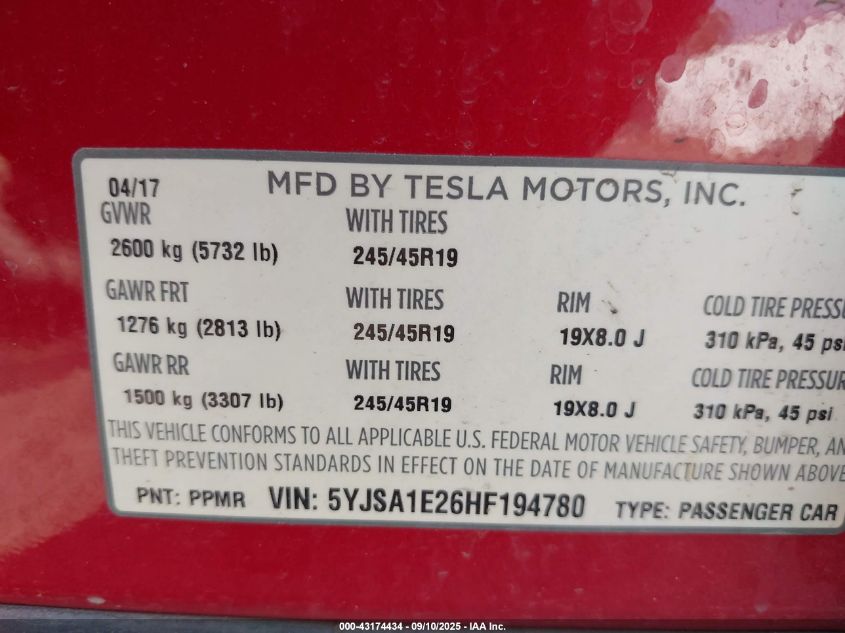 04/17 MFD BY TESLA MOTORS, INC.
GVWR WITH TIRES
2600 kg (5732 lb) 245/45R19
GAWR FRT WITH TIRES RIM COLD TIRE PRESSU
1276 kg (2813 lb) 245/45R19 19X8.0 J 310 kPa, 45 psi
GAWR RR WITH TIRES RIM COLD TIRE PRESSUR
1500 kg (3307 lb) 245/45R19 19X8.0 J 310 kPa, 45 psi
THIS VEHICLE CONFORMS TO ALL APPLICABLE U.S. FEDERAL MOTOR VEHICLE SAFETY, BUMPER, AN
THEFT PREVENTION STANDARDS IN EFFECT ON THE DATE OF MANUFACTURE SHOWN ABOVE
PNT: PPMR VIN: 5YJSA1E26HF194780 TYPE: PASSENGER CAR
000-43174434 - 09/10/2025 - IAA Inc.